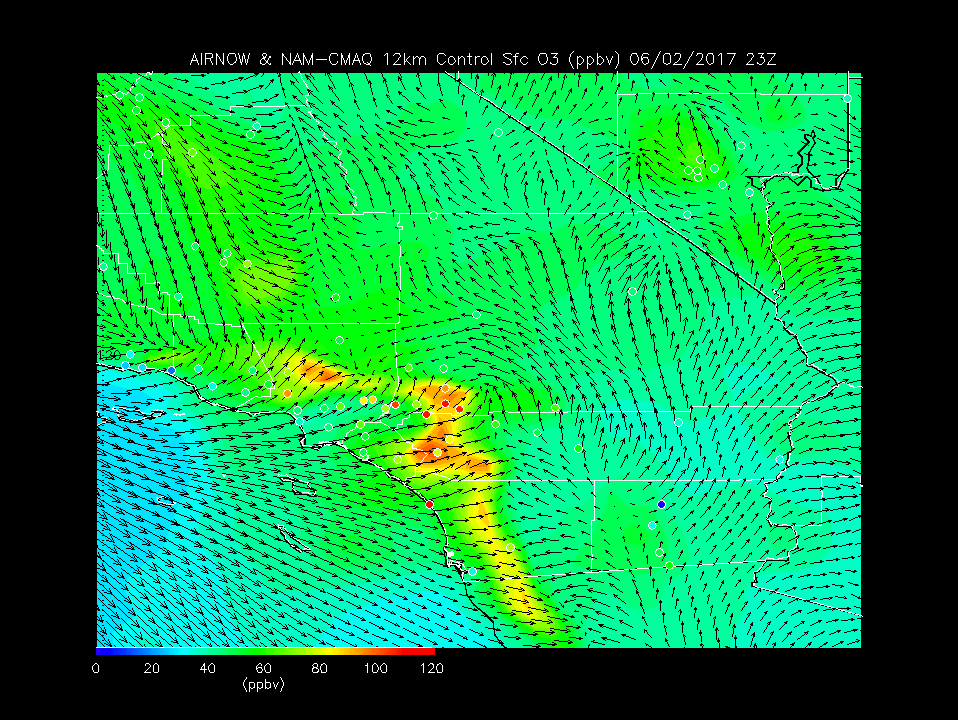 AIRNOW & NAM-CMAQ 12km Control Sfc O3 (ppbv) 06/02/2017 23Z
0 20 40 60 80 100 120
(ppbv)